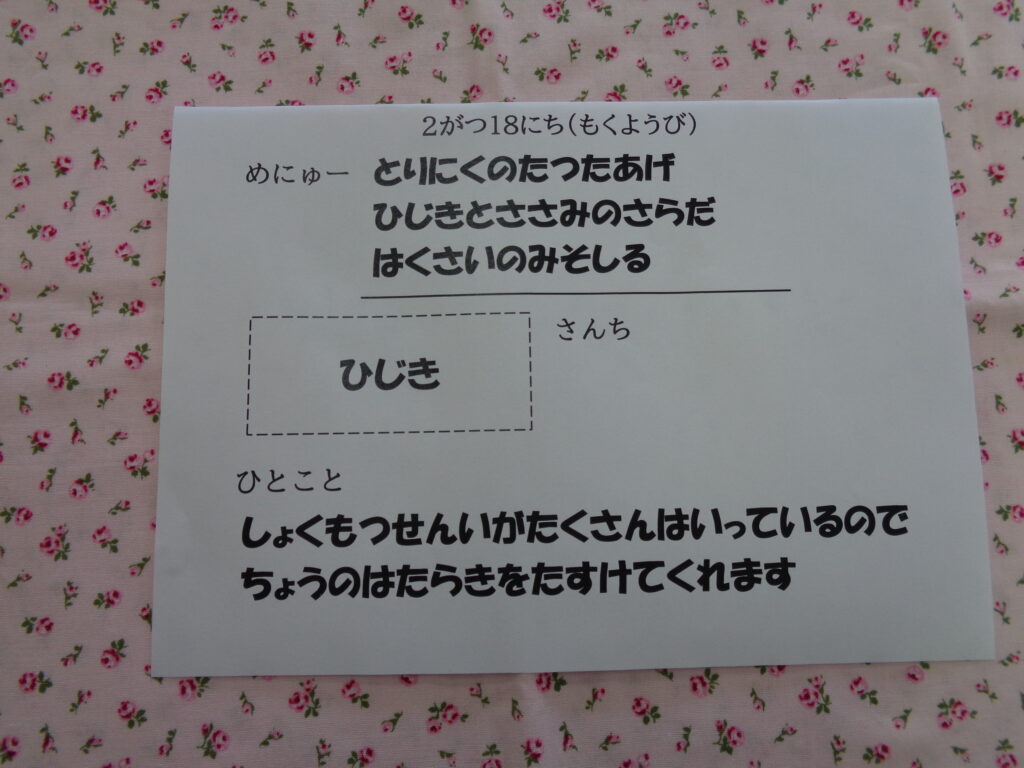 2がつ18にち(もくようび)
めにゅー とりにくのたつたあげ
ひじきとささみのさらだ
はくさいのみそしる
ひじき さんち
ひとこと
しょくもつせんいがたくさんはいっているので
ちょうのはたらきをたすけてくれます